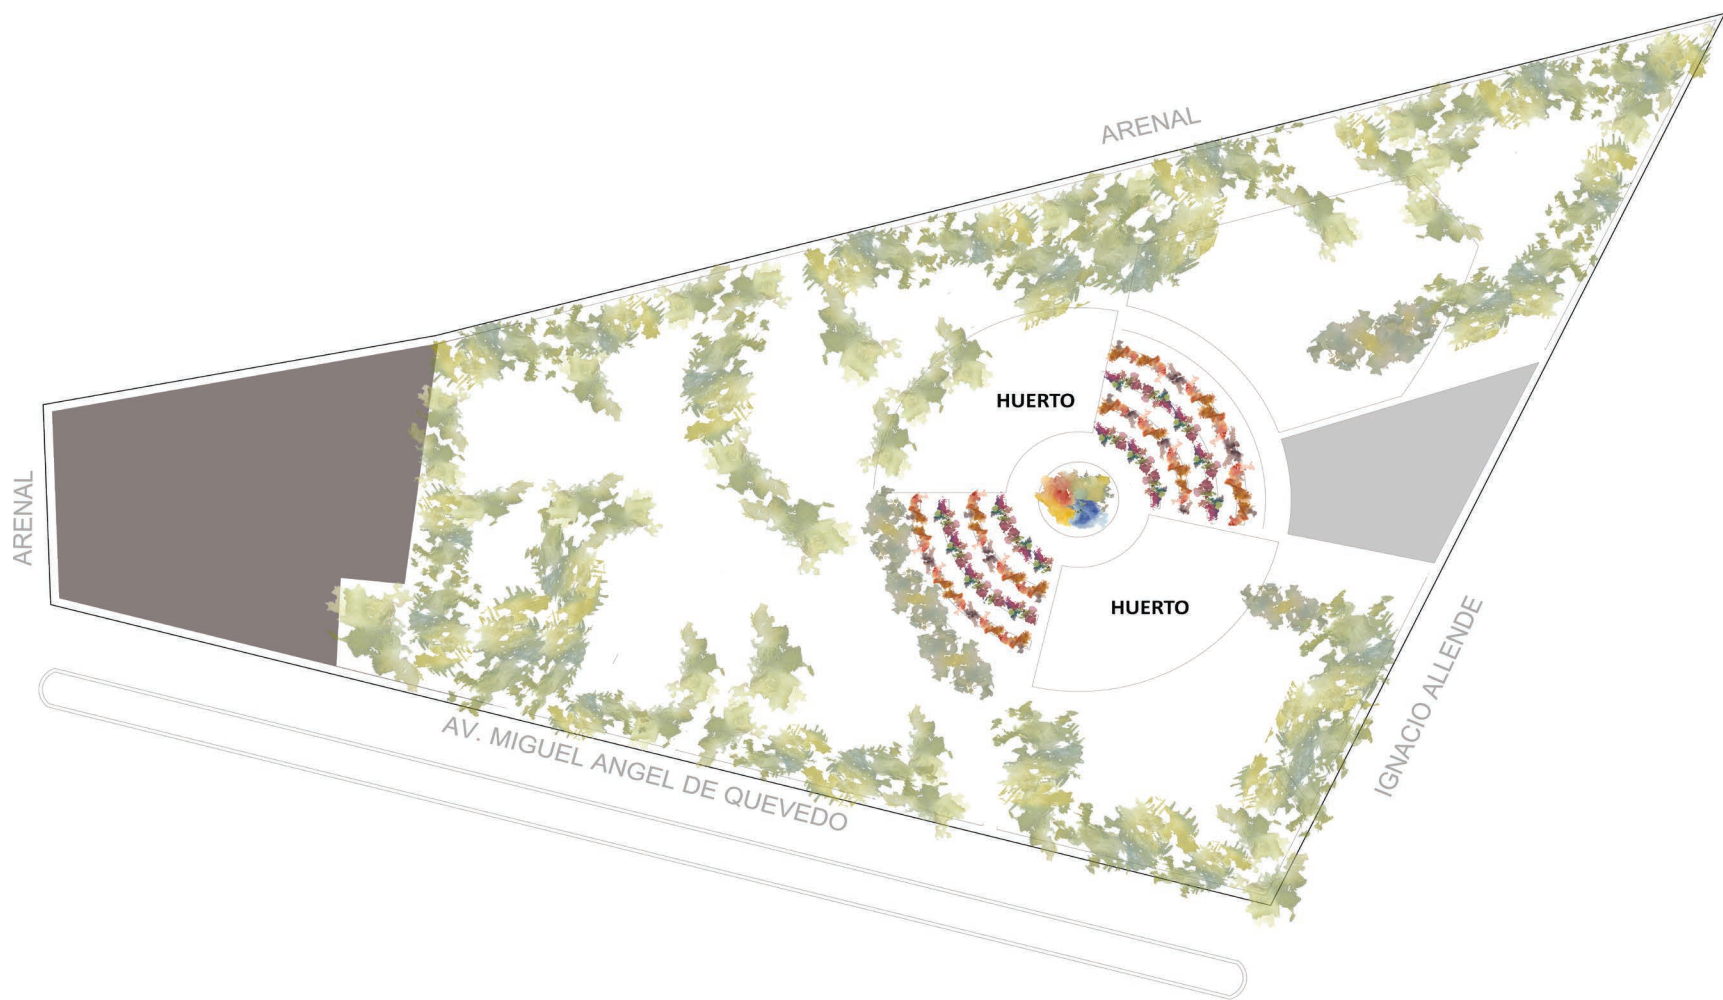 ARENAL
HUERTO
ARENAL
HUERTO
IGNACIO ALLENDE
AV. MIGUEL ANGEL DE QUEVEDO